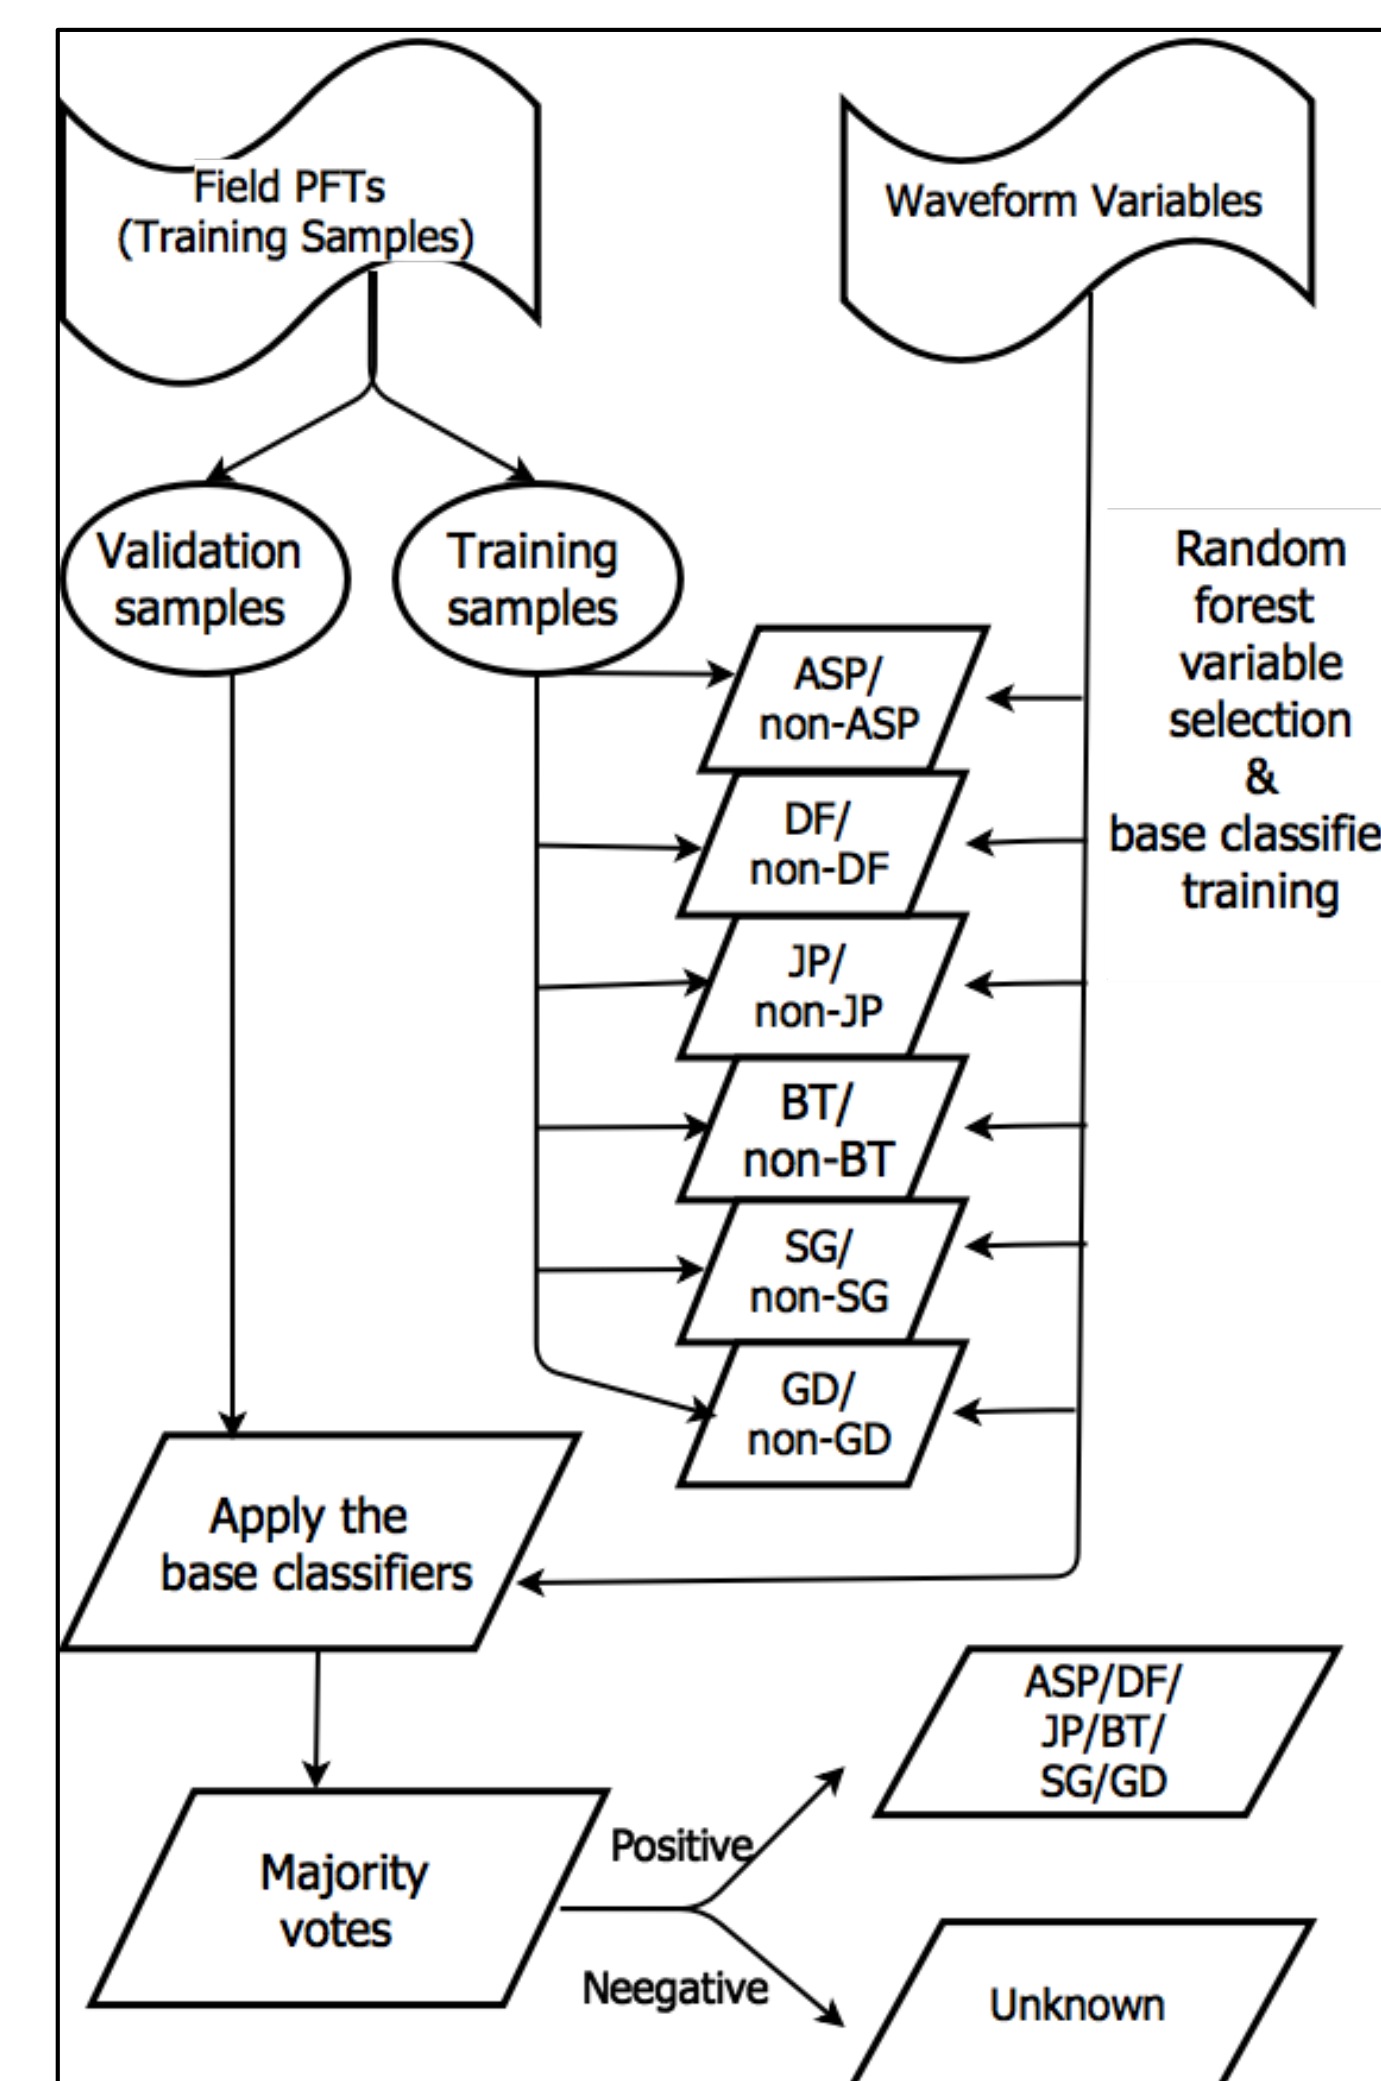 Field PFTs
(Training Samples)
Waveform Variables
Validation
samples
Training
samples
Random
forest
variable
selection
&
base classifie
training
ASP/
non-ASP
DF/
non-DF
JP/
non-JP
BT/
non-BT
SG/
non-SG
GD/
non-GD
Apply the
base classifiers
ASP/DF/
JP/BT/
SG/GD
Majority
votes
Positive
Neegative
Unknown